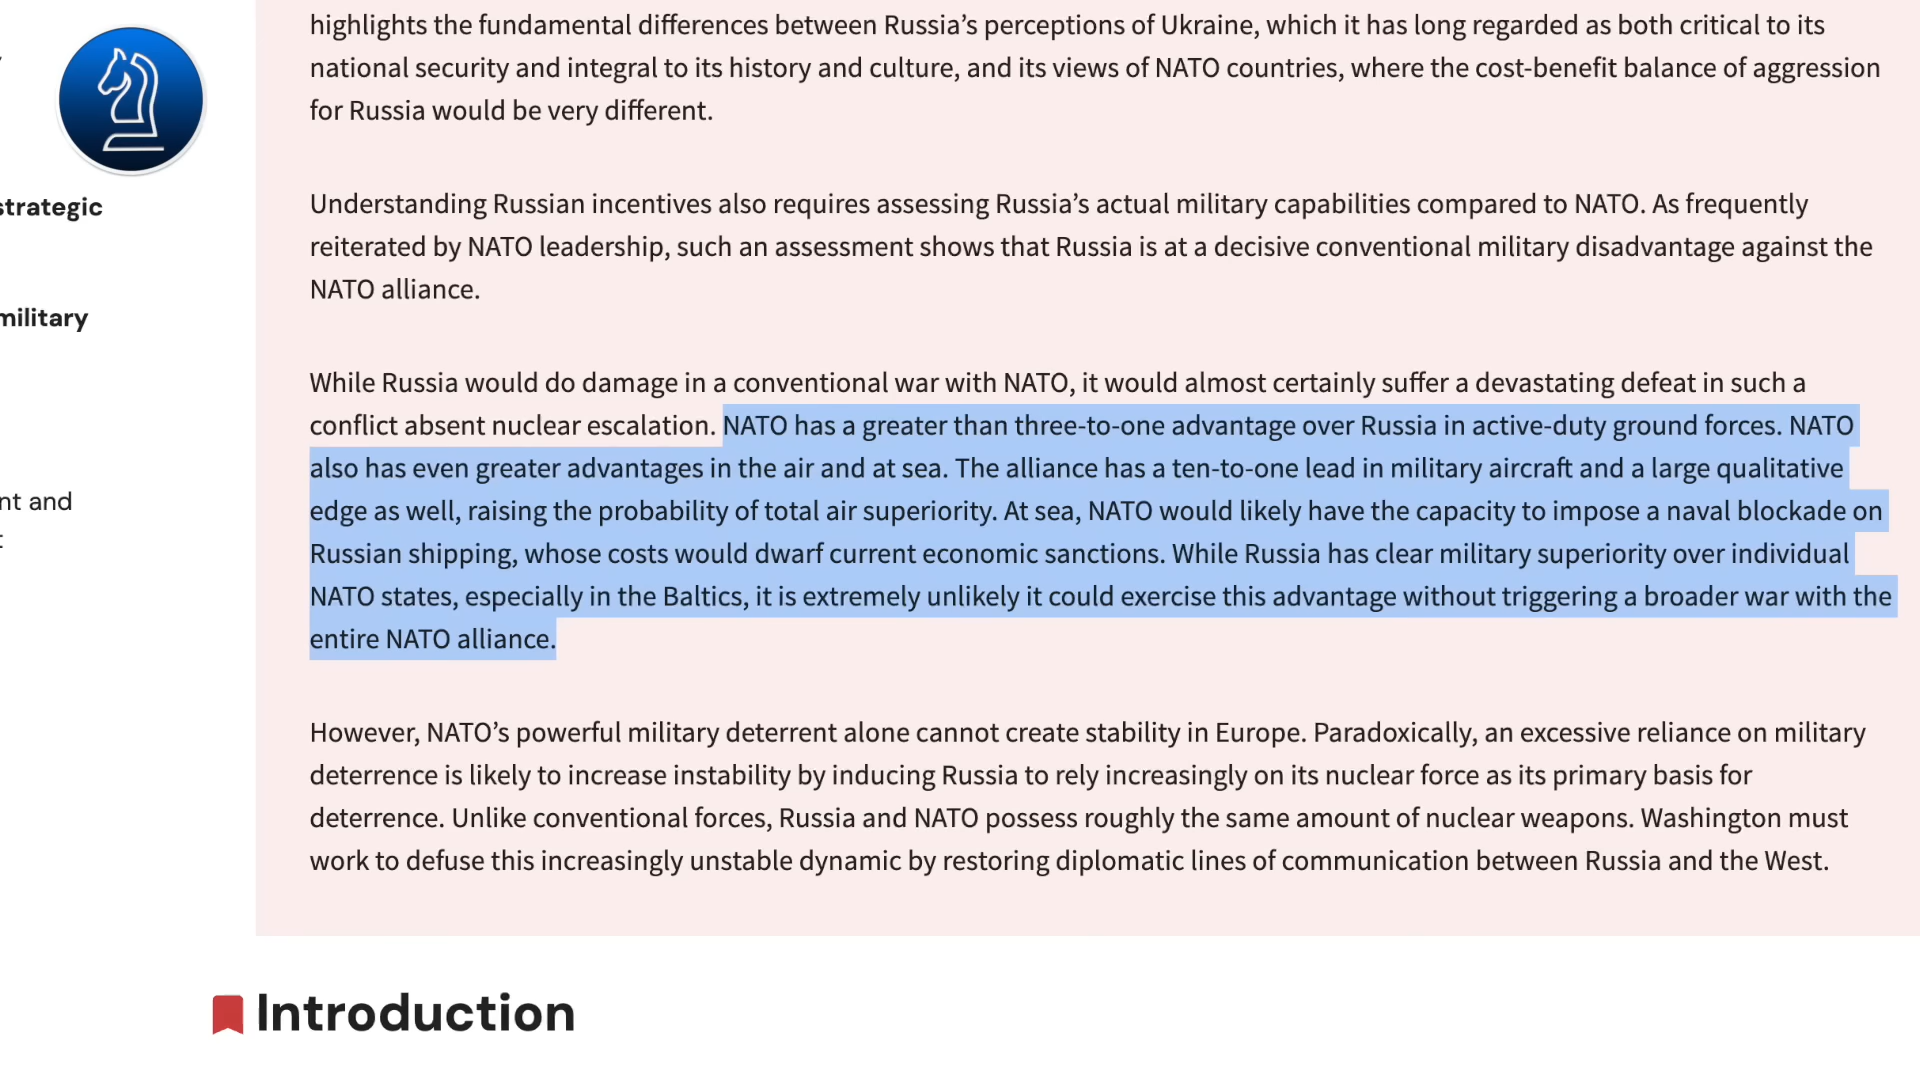 highlights the fundamental differences between Russia’s perceptions of Ukraine, which it has long regarded as both critical to its
national security and integral to its history and culture, and its views of NATO countries, where the cost-benefit balance of aggression
for Russia would be very different.
strategic
Understanding Russian incentives also requires assessing Russia’s actual military capabilities compared to NATO. As frequently
reiterated by NATO leadership, such an assessment shows that Russia is at a decisive conventional military disadvantage against the
NATO alliance.
military
While Russia would do damage in a conventional war with NATO, it would almost certainly suffer a devastating defeat in such a
conflict absent nuclear escalation. NATO has a greater than three-to-one advantage over Russia in active-duty ground forces. NATO
also has even greater advantages in the air and at sea. The alliance has a ten-to-one lead in military aircraft and a large qualitative
edge as well, raising the probability of total air superiority. At sea, NATO would likely have the capacity to impose a naval blockade on
Russian shipping, whose costs would dwarf current economic sanctions. While Russia has clear military superiority over individual
NATO states, especially in the Baltics, it is extremely unlikely it could exercise this advantage without triggering a broader war with the
entire NATO alliance.
and
However, NATO’s powerful military deterrent alone cannot create stability in Europe. Paradoxically, an excessive reliance on military
deterrence is likely to increase instability by inducing Russia to rely increasingly on its nuclear force as its primary basis for
deterrence. Unlike conventional forces, Russia and NATO possess roughly the same amount of nuclear weapons. Washington must
work to defuse this increasingly unstable dynamic by restoring diplomatic lines of communication between Russia and the West.
Introduction